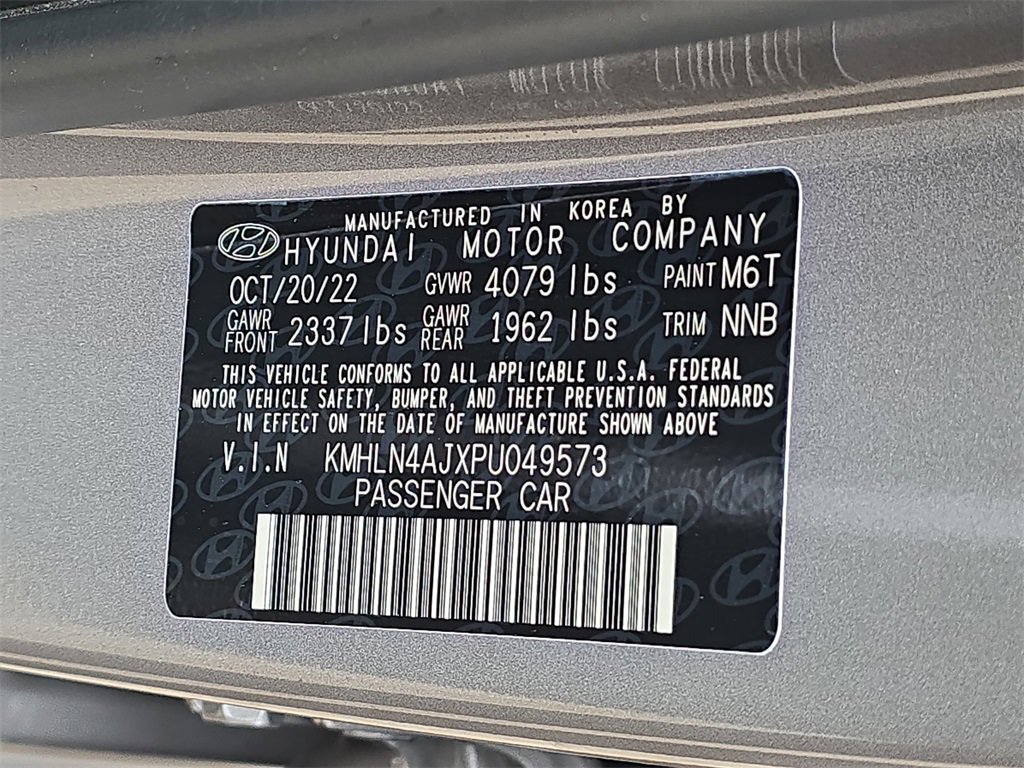 MANUFACTURED IN KOREA BY
HYUNDAI MOTOR COMPANY
OCT/20/22 GVWR 4079 lbs PAINT M6T
GAWR FRONT 2337 lbs GAWR REAR 1962 lbs TRIM NNB
THIS VEHICLE CONFORMS TO ALL APPLICABLE U.S.A. FEDERAL
MOTOR VEHICLE SAFETY, BUMPER, AND THEFT PREVENTION STANDARDS
IN EFFECT ON THE DATE OF MANUFACTURE SHOWN ABOVE
V.I.N KMHLN4AJXPU049573
PASSENGER CAR